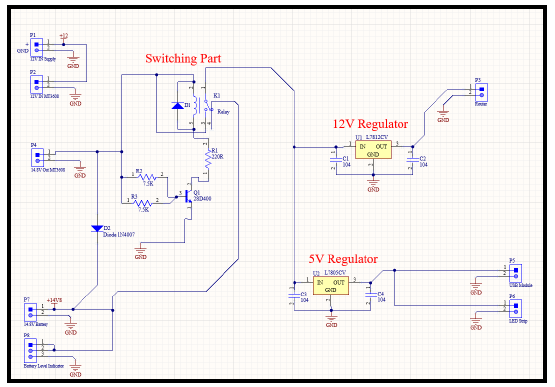 P1
+12
+
GND
12V IN Supply
GND
P2
12V IN MT3608
GND
Switching Part
D1
K1
Relay
R1
220R
P4
14.8V Out MT3608
GND
R2
7.5K
R3
7.5K
Q1
2SD400
GND
D2
Diode 1N4007
P7
+14V8
14.8V Battery
GND
P8
Battery Level Indicator
GND
12V Regulator
U1 L7812CV
IN OUT
GND
C1
104
C2
104
GND
P3
Router
GND
5V Regulator
L7805CV
IN OUT
GND
C3
104
C4
104
GND
P5
USB Module
GND
P6
LED Strip
GND